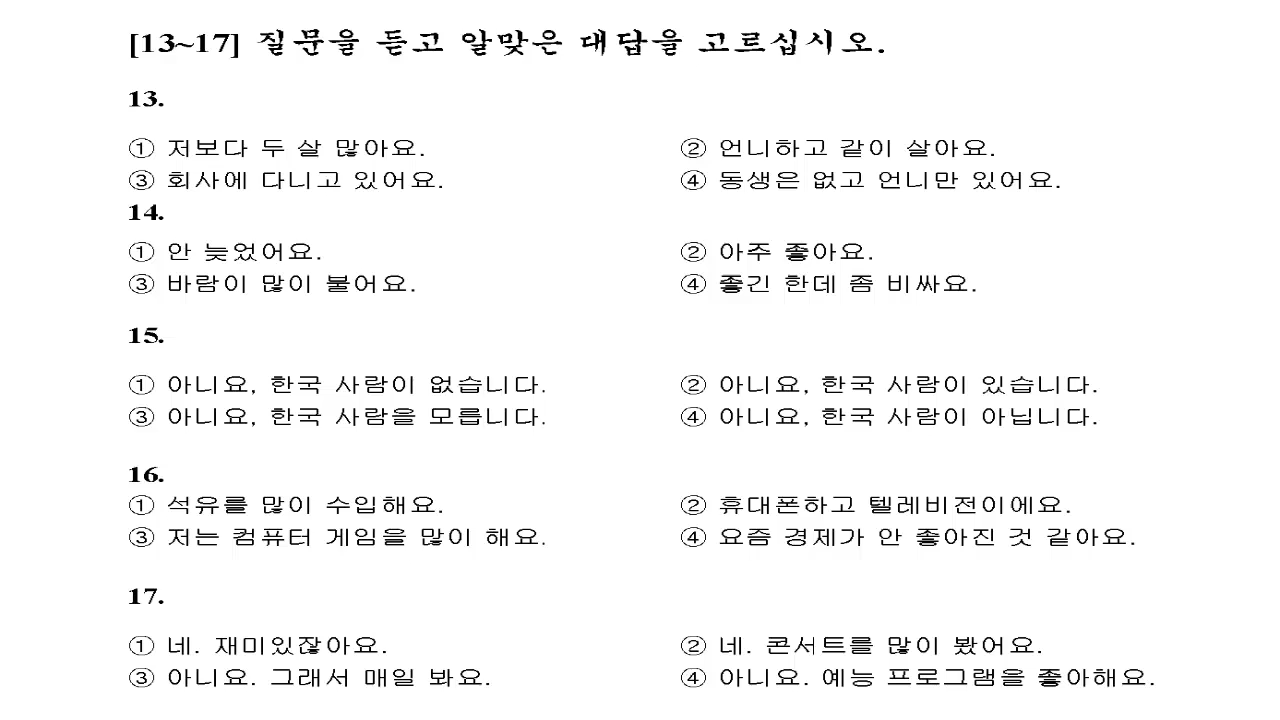 [13~17] 질문을 듣고 알맞은 대답을 고르십시오.
13.
① 저보다 두 살 많아요. ② 언니하고 같이 살아요.
③ 회사에 다니고 있어요. ④ 동생은 없고 언니만 있어요.
14.
① 안 늦었어요. ② 아주 좋아요.
③ 바람이 많이 불어요. ④ 좋긴 한데 좀 비싸요.
15.
① 아니요, 한국 사람이 없습니다. ② 아니요, 한국 사람이 있습니다.
③ 아니요, 한국 사람을 모릅니다. ④ 아니요, 한국 사람이 아닙니다.
16.
① 석유를 많이 수입해요. ② 휴대폰하고 텔레비전이에요.
③ 저는 컴퓨터 게임을 많이 해요. ④ 요즘 경제가 안 좋아진 것 같아요.
17.
① 네. 재미있잖아요. ② 네. 콘서트를 많이 봤어요.
③ 아니요. 그래서 매일 봐요. ④ 아니요. 예능 프로그램을 좋아해요.